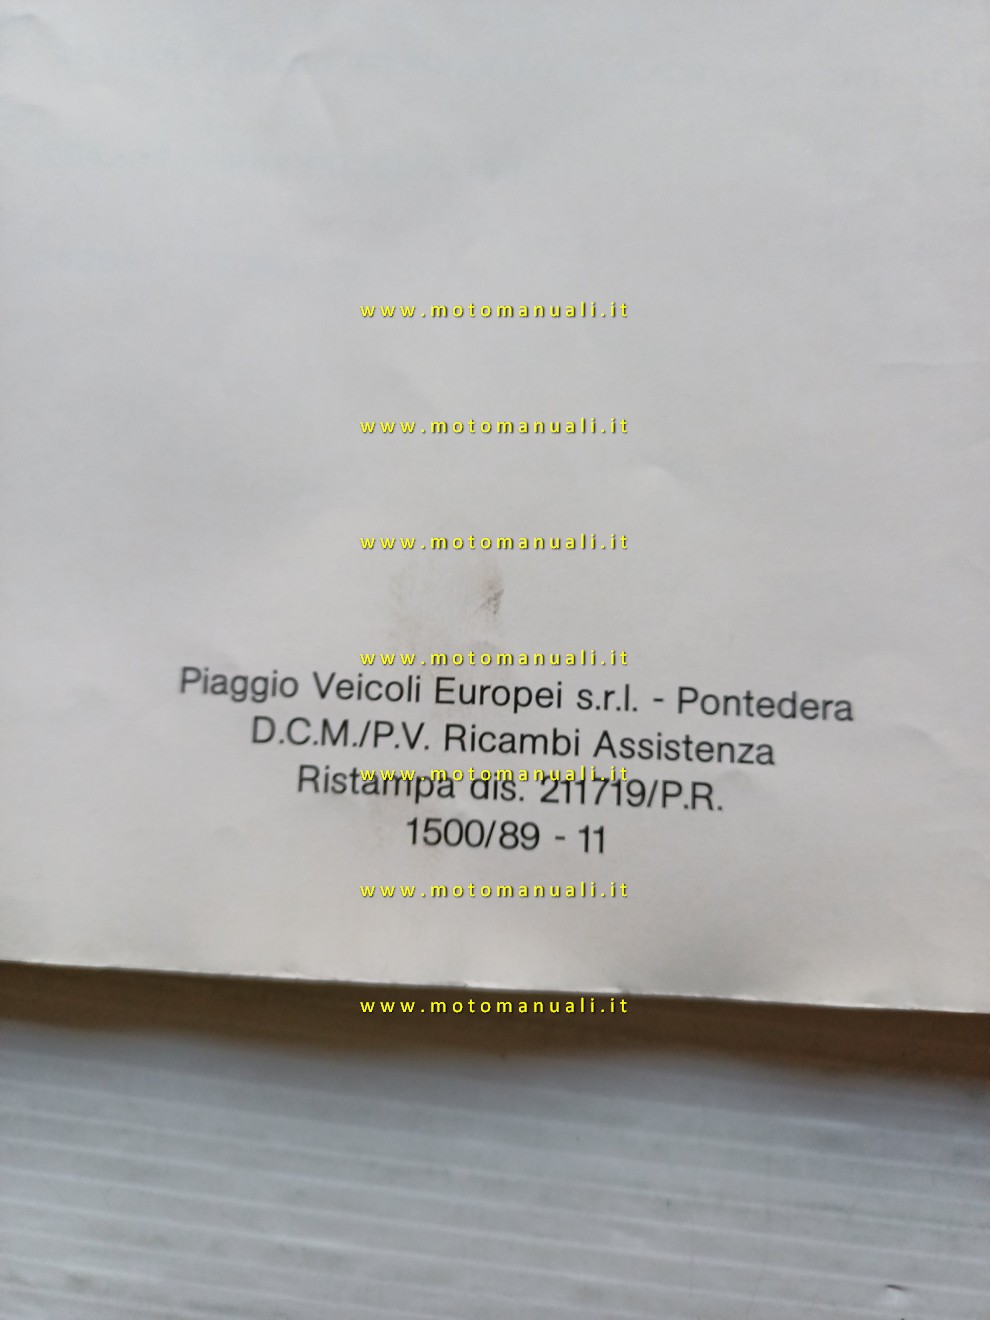 www.motomanuali.it
www.motomanuali.it
www.motomanuali.it
www.motomanuali.it
Piaggio Veicoli Europei s.r.l. - Pontedera
D.C.M./P.V. Ricambi Assistenza
www.motomanuali.it
Ristampa dis. 211719/P.R.
1500/89 - 11
www.motomanuali.it
www.motomanuali.it